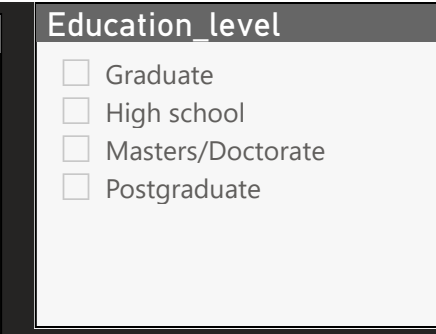 Education_level
Graduate
High school
Masters/Doctorate
Postgraduate